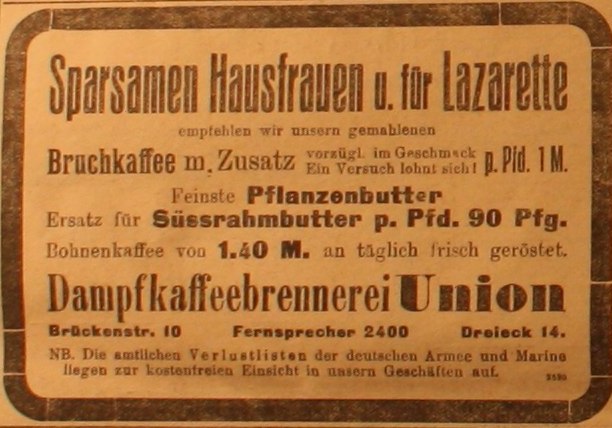 Sparsamen Hausfrauen u. für Lazarette
empfehlen wir unsern gemahlenen
Bruchkaffee m. Zusatz vorzügl. im Geschmack p. Pfd. 1 M.
Ein Versuch lohnt sich!
Feinste Pflanzenbutter
Ersatz für Süssrahmbutter p. Pfd. 90 Pfg.
Bohnenkaffee von 1.40 M. an täglich frisch geröstet.
Dampfkaffeebrennerei Union
Brückenstr. 10 Fernsprecher 2400 Dreieck 14.
NB. Die amtlichen Verlustlisten der deutschen Armee und Marine
liegen zur kostenfreien Einsicht in unsern Geschäften auf.